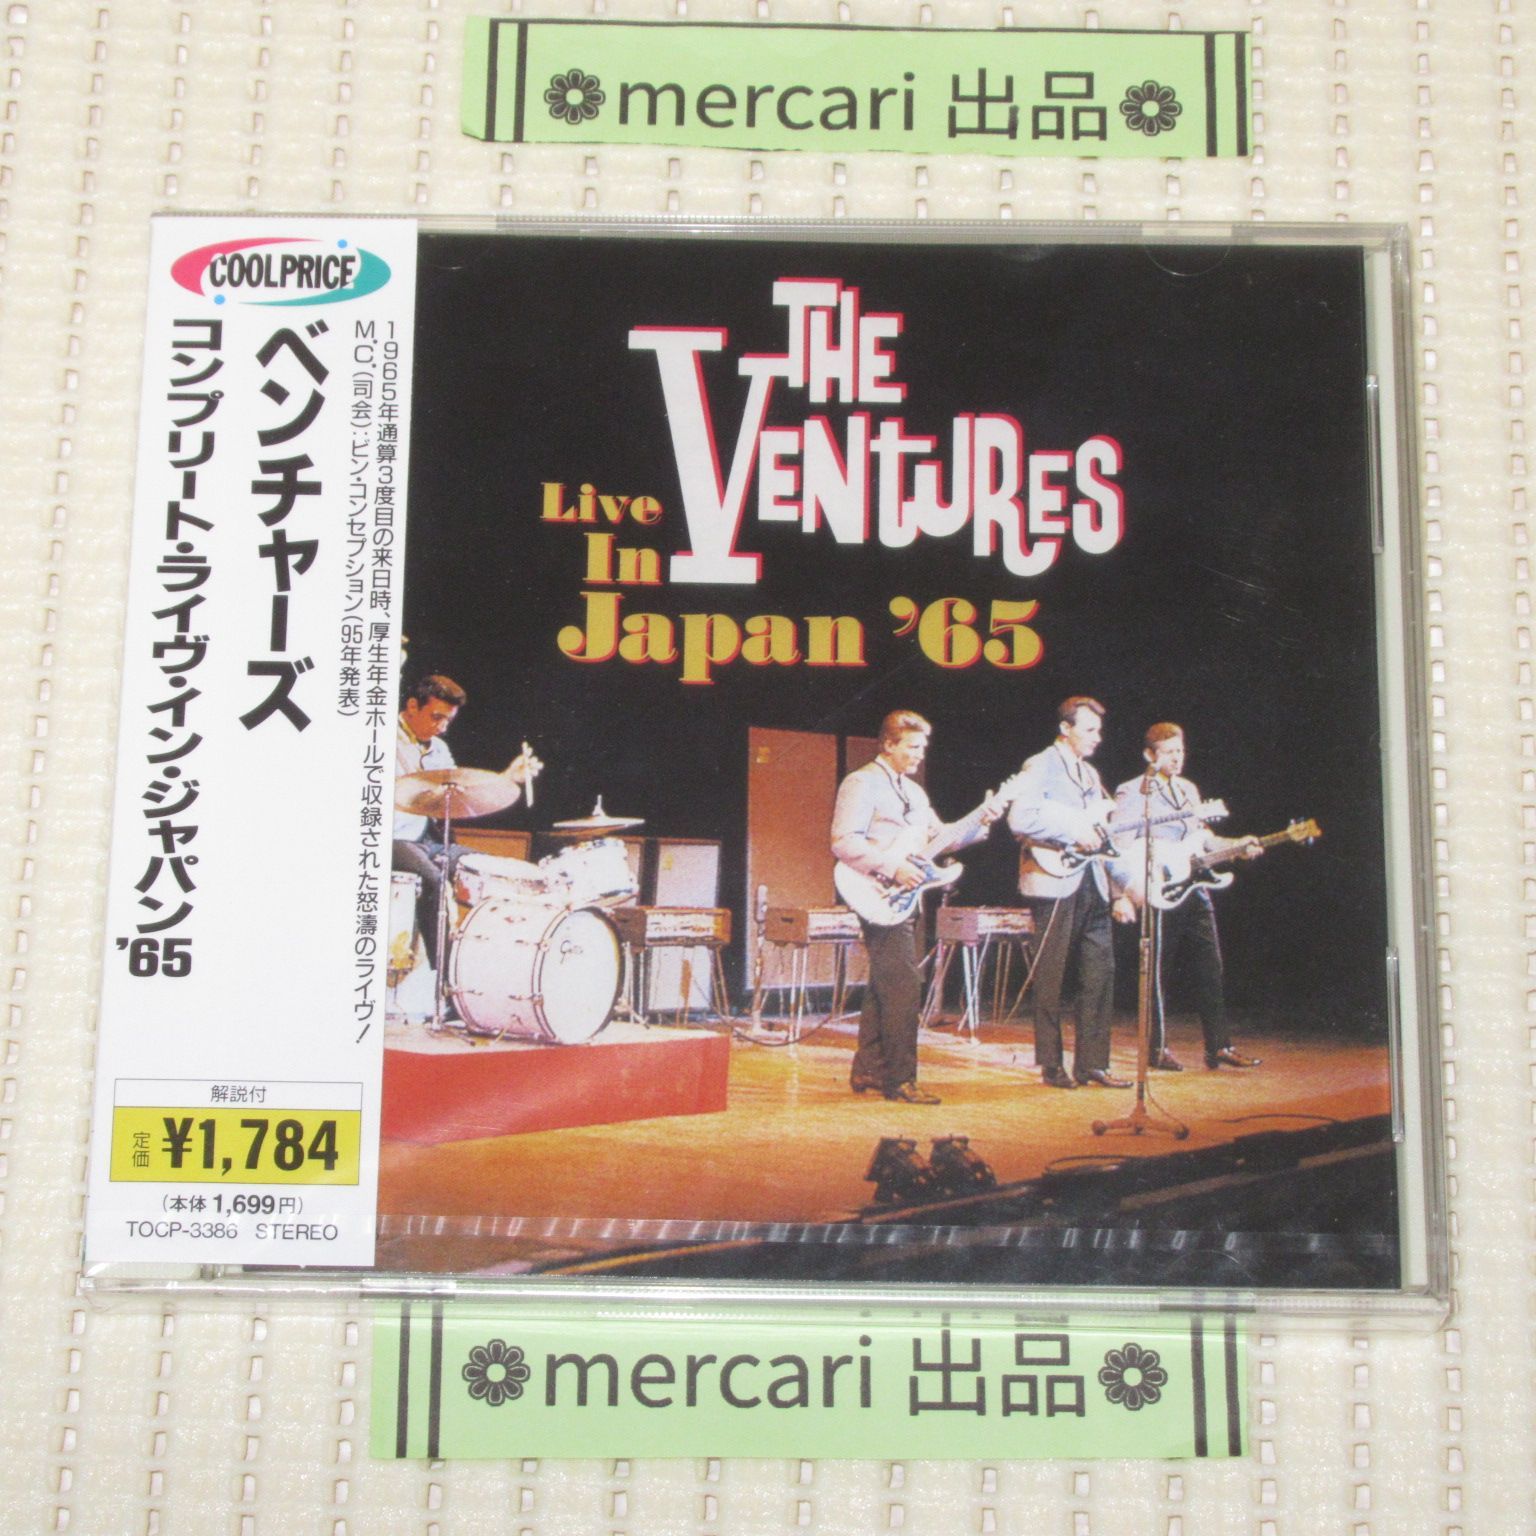 mercari 出品
COOLPRICE
1965年通算3度目の来日時、厚生年金ホールで収録された怒濤のライヴ!
M.C.(司会):ビン・コンセプション(95年発表)
ベンチャーズ
コンプリート・ライヴ・イン・ジャパン'65
解説付
定価 ¥1,784
(本体 1,699円)
TOCP-3386 STEREO
THE
VENTURES
Live
In
Japan '65
mercari 出品